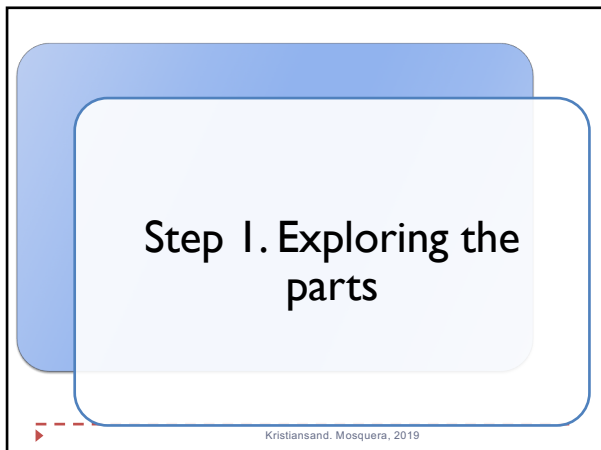 Step 1. Exploring the
parts
Kristiansand. Mosquera, 2019